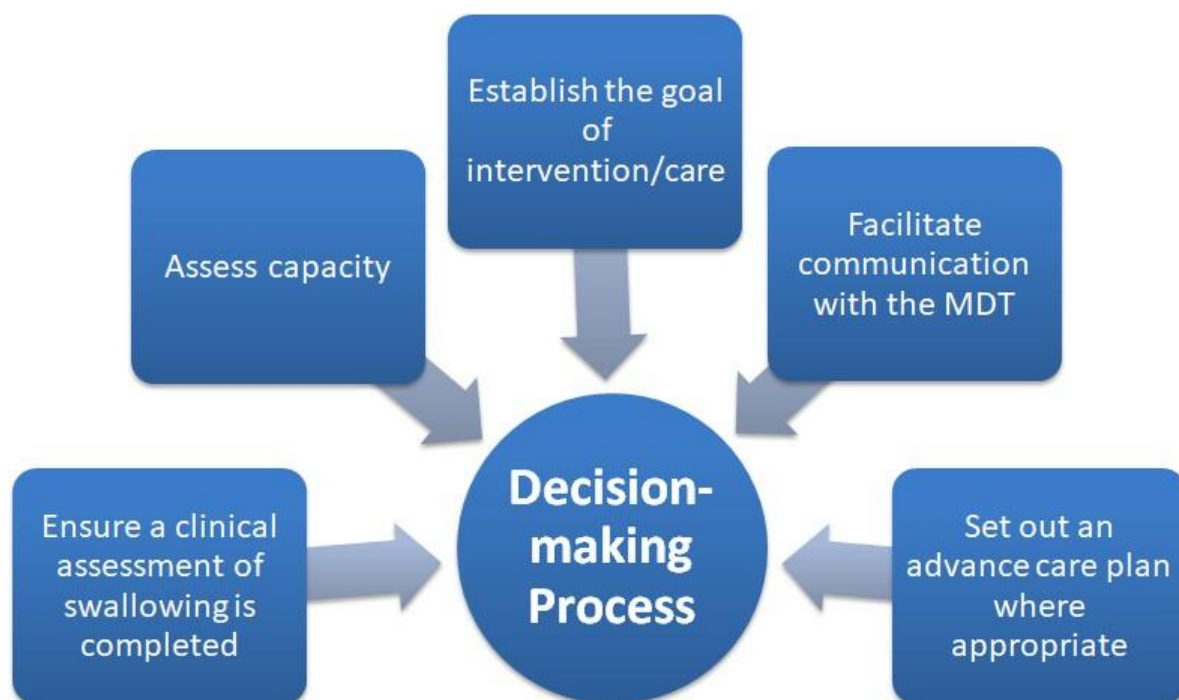 Establish the goal
of
intervention/care
Assess capacity
Facilitate
communication
with the MDT
Ensure a clinical
assessment of
swallowing is
completed
Decision-
making
Process
Set out an
advance care plan
where
appropriate